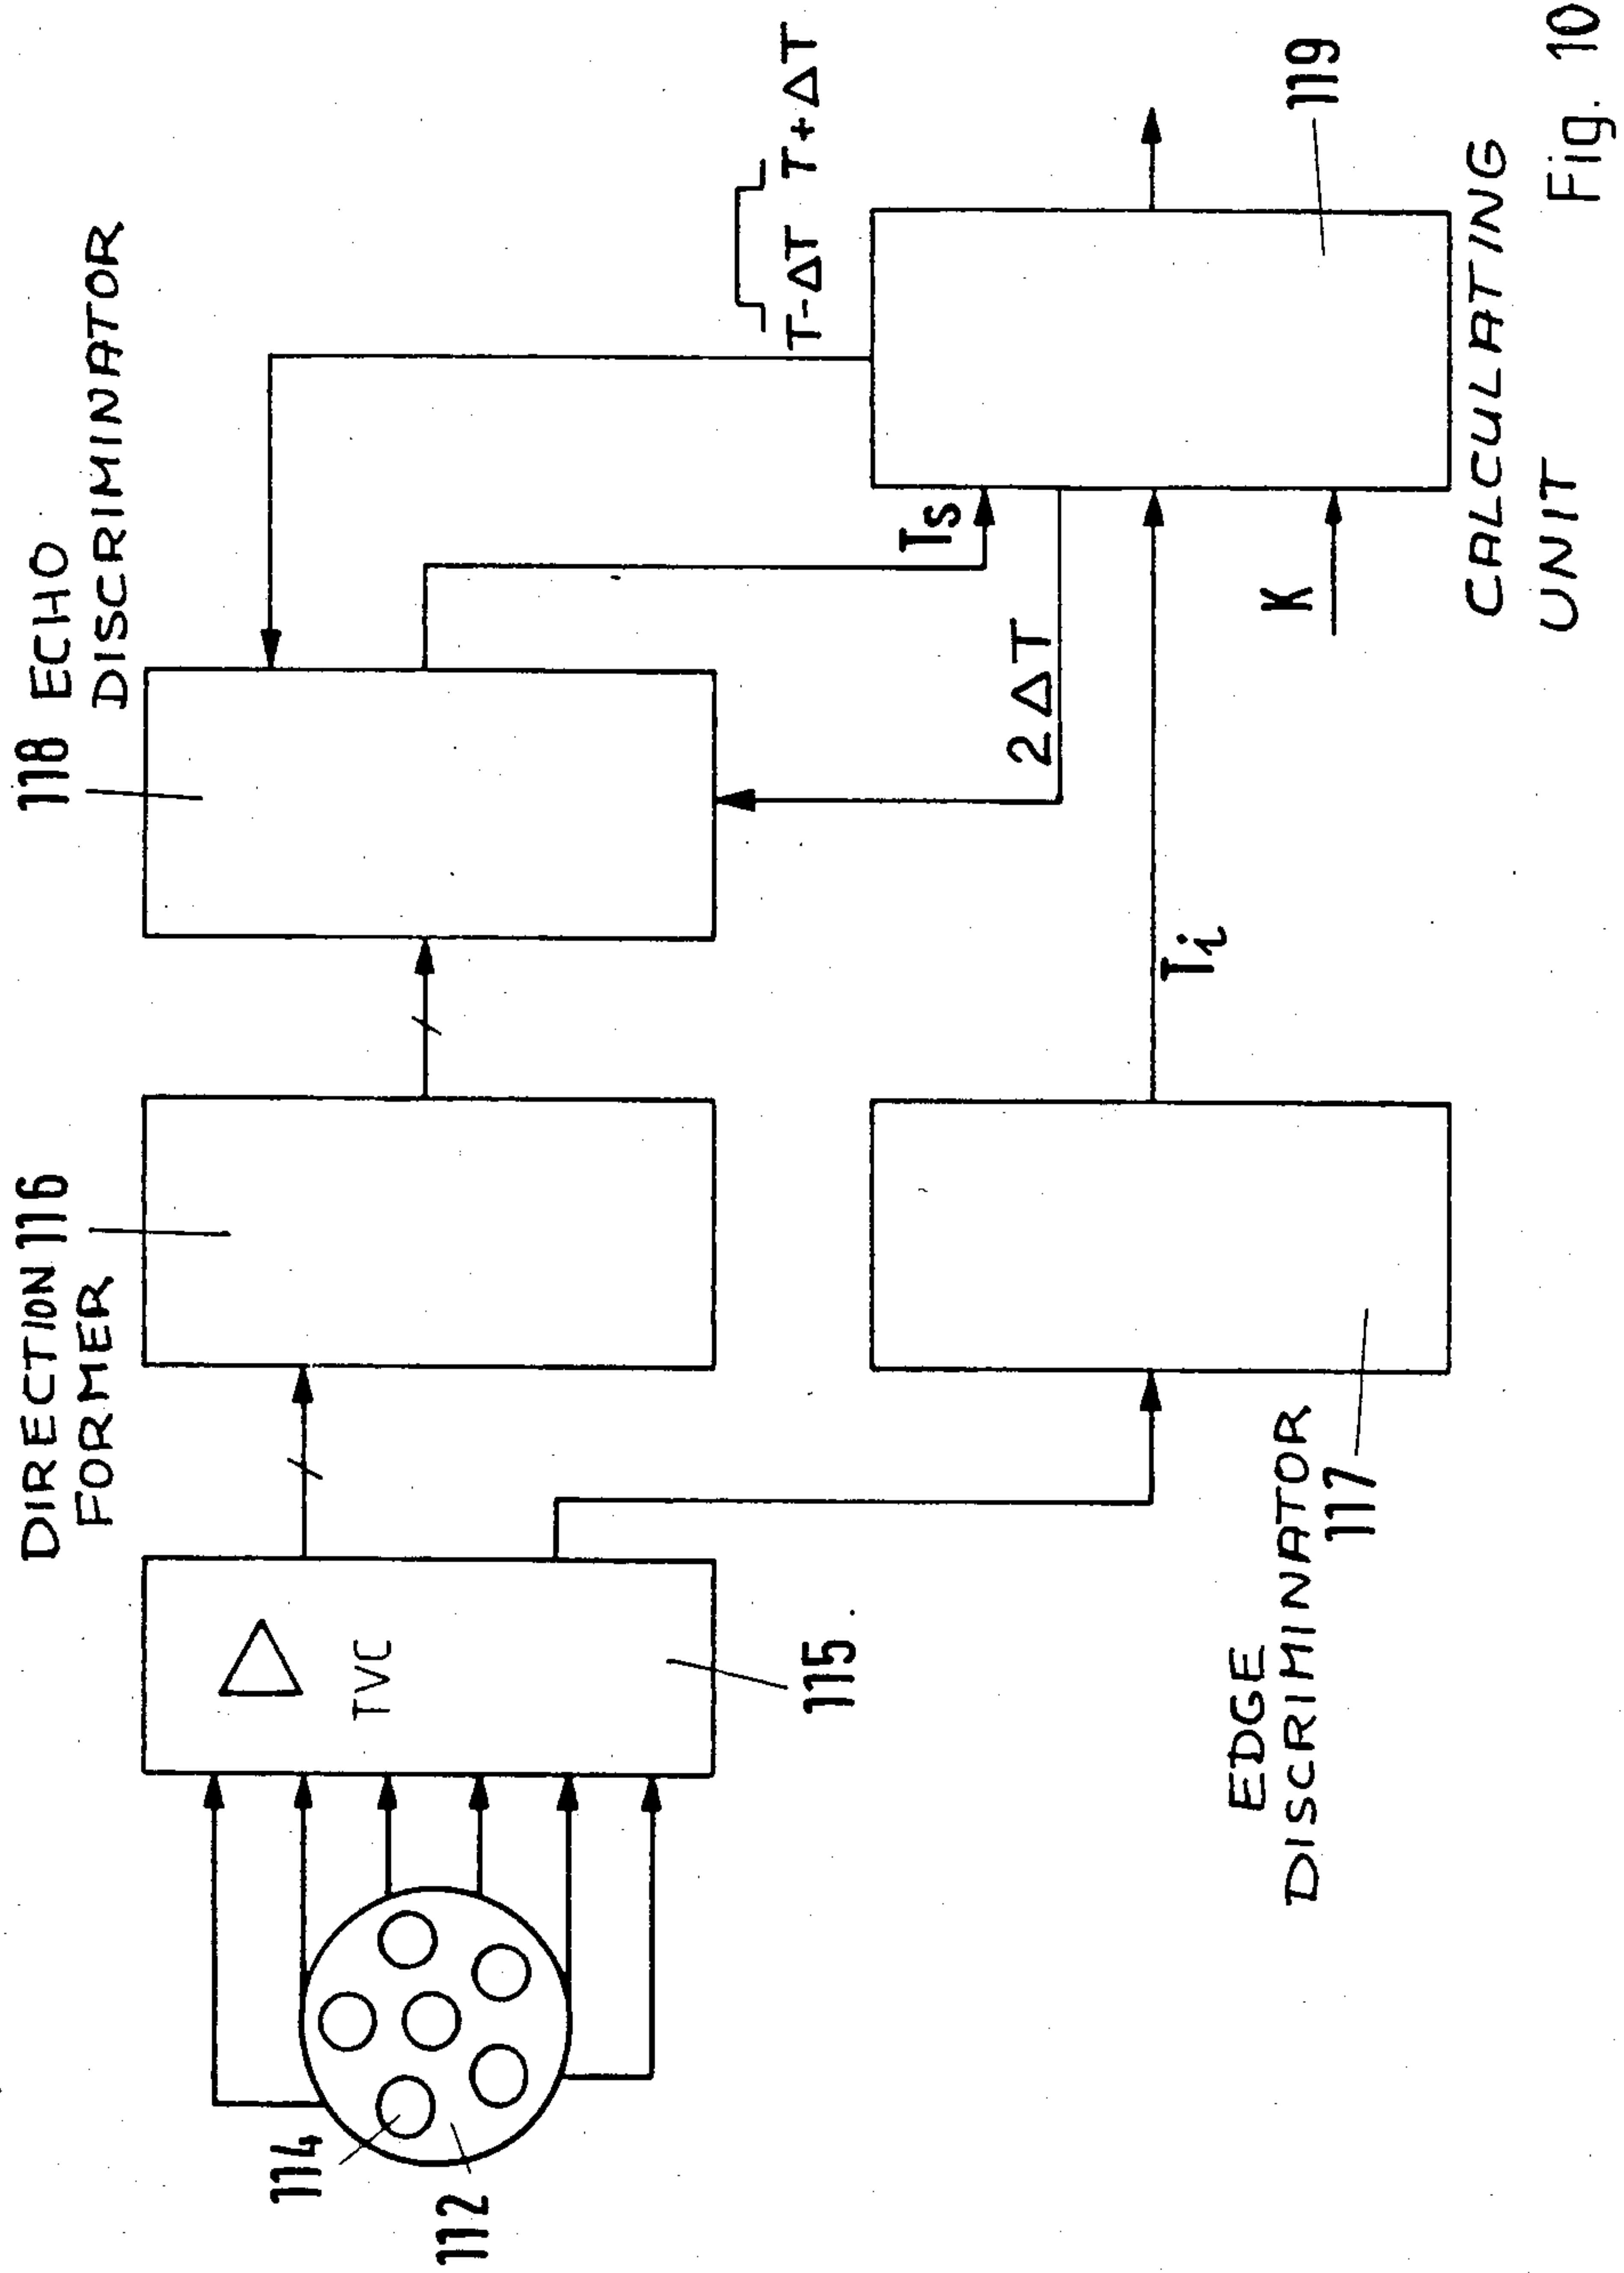 DIRECTION 116
FORMER
118 ECHO
DISCRIMINATOR
TVC
115
114
112
T-ΔT T+ΔT
Ts
2ΔT
Ti
K
119
EDGE
DISCRIMINATOR
117
CALCULATING
UNIT
Fig. 10